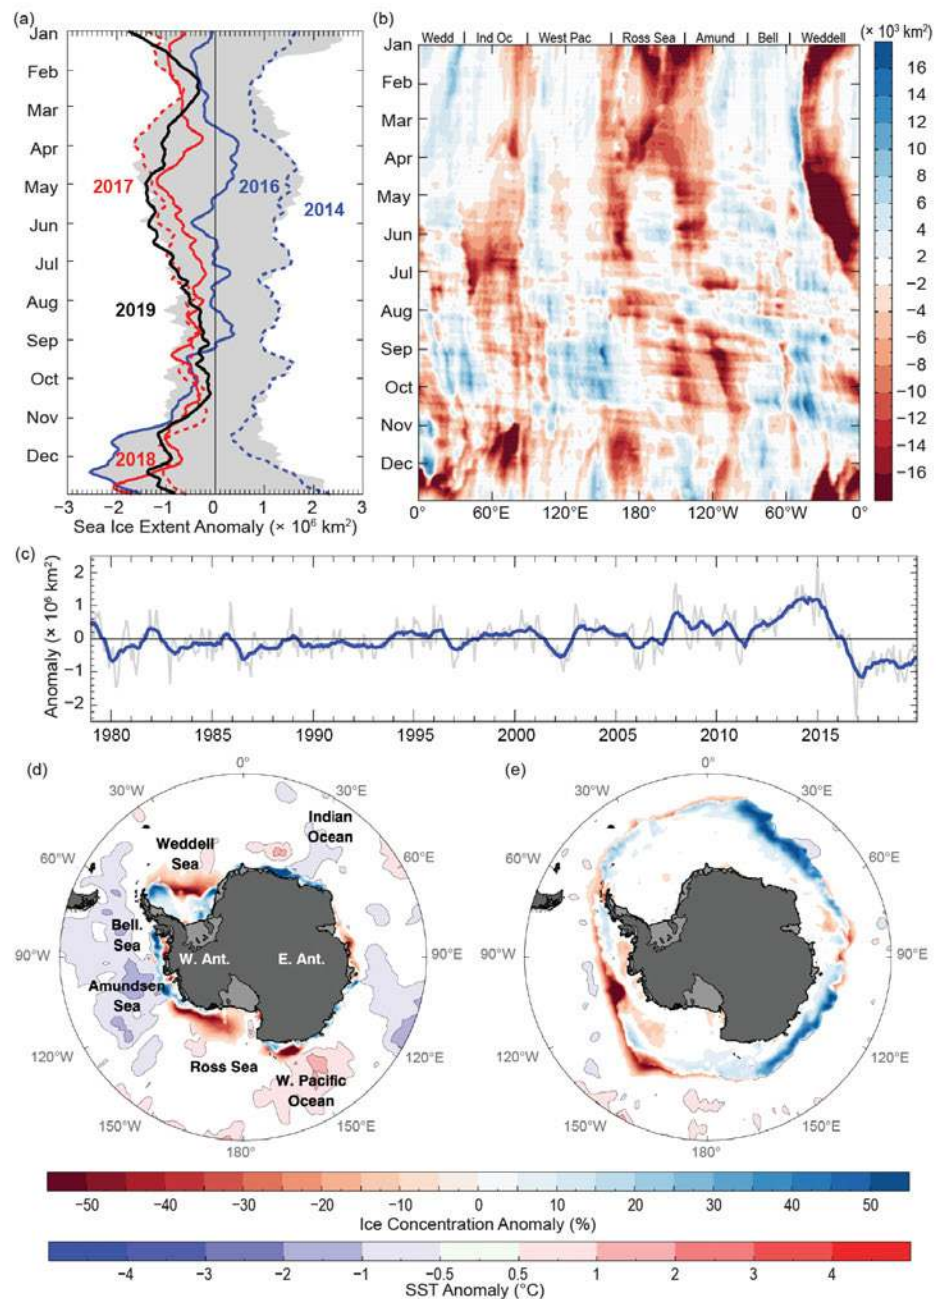 (a)
Jan
Feb
Mar
Apr
May
Jun
Jul
Aug
Sep
Oct
Nov
Dec
2017
2016
2014
2019
2018
−3 −2 −1 0 1 2 3
Sea Ice Extent Anomaly (× 10⁶ km²)
(b)
Wedd Ind Oc West Pac Ross Sea Amund Bell Weddell
Jan
Feb
Mar
Apr
May
Jun
Jul
Aug
Sep
Oct
Nov
Dec
0° 60°E 120°E 180° 120°W 60°W 0°
(× 10³ km²)
16
14
12
10
8
6
4
2
−2
−4
−6
−8
−10
−12
−14
−16
(c)
Anomaly (× 10⁶ km²)
2
1
0
−1
−2
1980 1985 1990 1995 2000 2005 2010 2015
(d)
0°
30°W 30°E
60°W 60°E
90°W 90°E
120°W 120°E
150°W 150°E
180°
Indian
Ocean
Weddell
Sea
Bell.
Sea
W. Ant. E. Ant.
Amundsen
Sea
Ross Sea
W. Pacific
Ocean
(e)
0°
30°W 30°E
60°W 60°E
90°W 90°E
120°W 120°E
150°W 150°E
180°
−50 −40 −30 −20 −10 0 10 20 30 40 50
Ice Concentration Anomaly (%)
−4 −3 −2 −1 −0.5 0.5 1 2 3 4
SST Anomaly (°C)